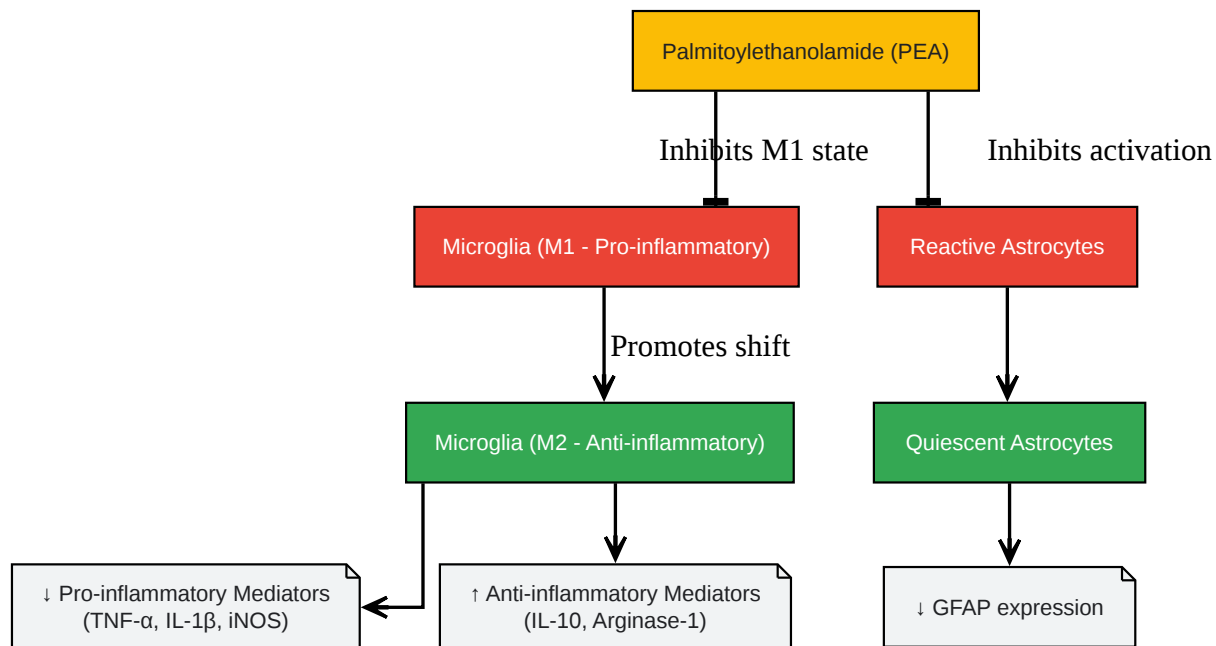 Palmitoylethanolamide (PEA)
Inhibits M1 state
Inhibits activation
Microglia (M1 - Pro-inflammatory)
Reactive Astrocytes
Promotes shift
Microglia (M2 - Anti-inflammatory)
Quiescent Astrocytes
↓ Pro-inflammatory Mediators
(TNF-α, IL-1β, iNOS)
↑ Anti-inflammatory Mediators
(IL-10, Arginase-1)
↓ GFAP expression